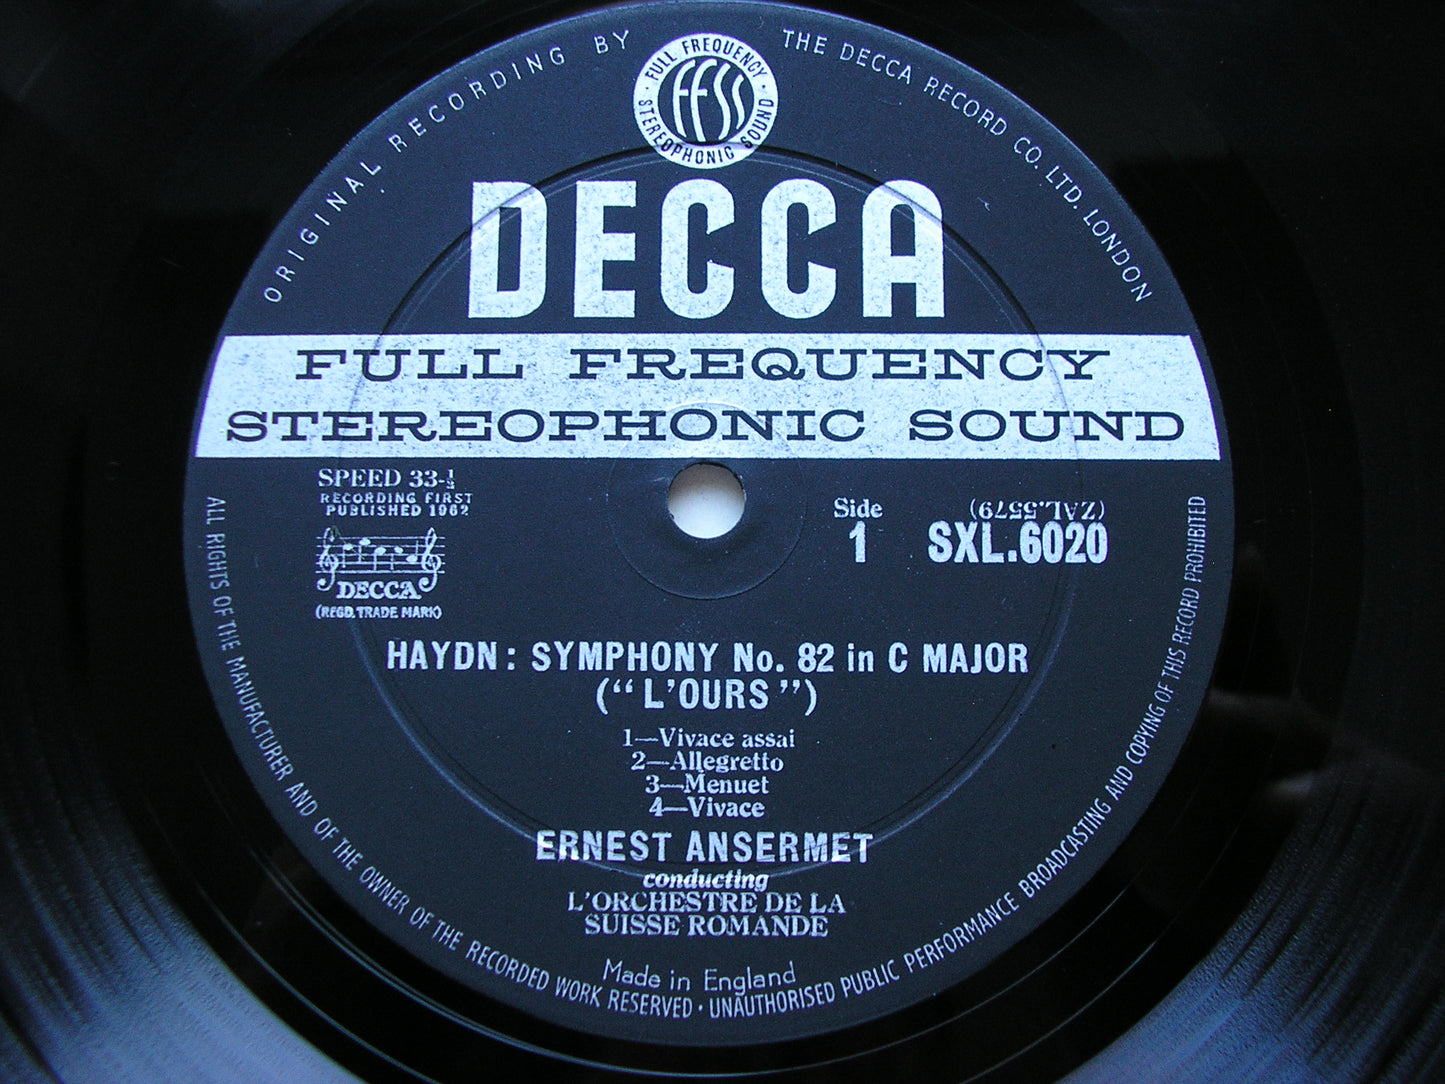 ORIGINAL RECORDING BY
THE DECCA RECORD CO. LTD. LONDON
FULL FREQUENCY
STEREOPHONIC SOUND
FFSS
DECCA
FULL FREQUENCY
STEREOPHONIC SOUND
SPEED 33-⅓
RECORDING FIRST
PUBLISHED 1962
DECCA
(REGD. TRADE MARK)
Side
1
(ZAL.5579)
SXL.6020
HAYDN: SYMPHONY No. 82 in C MAJOR
("L'OURS")
1—Vivace assai
2—Allegretto
3—Menuet
4—Vivace
ERNEST ANSERMET
conducting
L'ORCHESTRE DE LA
SUISSE ROMANDE
Made in England
ALL RIGHTS OF THE MANUFACTURER AND OF THE OWNER OF THE RECORDED WORK RESERVED · UNAUTHORISED PUBLIC PERFORMANCE BROADCASTING AND COPYING OF THIS RECORD PROHIBITED